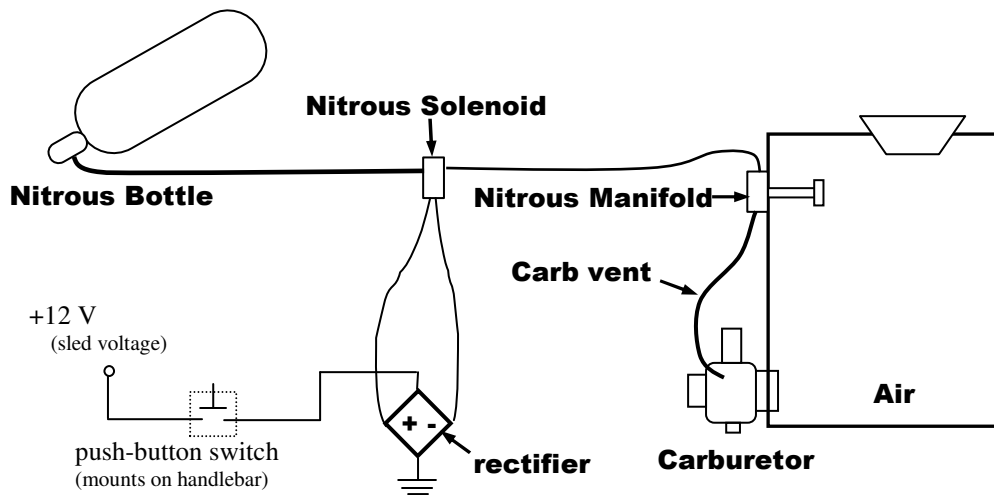 Nitrous Solenoid
Nitrous Bottle
Nitrous Manifold
Carb vent
+12 V
(sled voltage)
Air
+ -
push-button switch
(mounts on handlebar)
rectifier
Carburetor